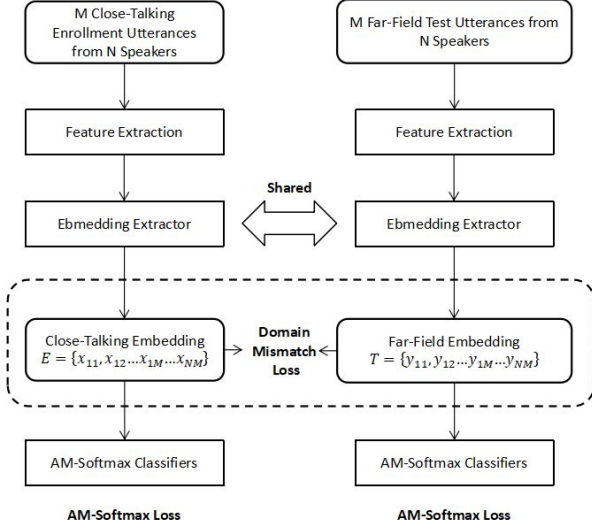 M Close-Talking
Enrollment Utterances
from N Speakers
M Far-Field Test Utterances from
N Speakers
Feature Extraction
Feature Extraction
Shared
Ebmedding Extractor
Ebmedding Extractor
Close-Talking Embedding
E = {x₁₁, x₁₂...x₁M...xNM}
Domain
Mismatch
Loss
Far-Field Embedding
T = {y₁₁, y₁₂...y₁M...yNM}
AM-Softmax Classifiers
AM-Softmax Classifiers
AM-Softmax Loss
AM-Softmax Loss